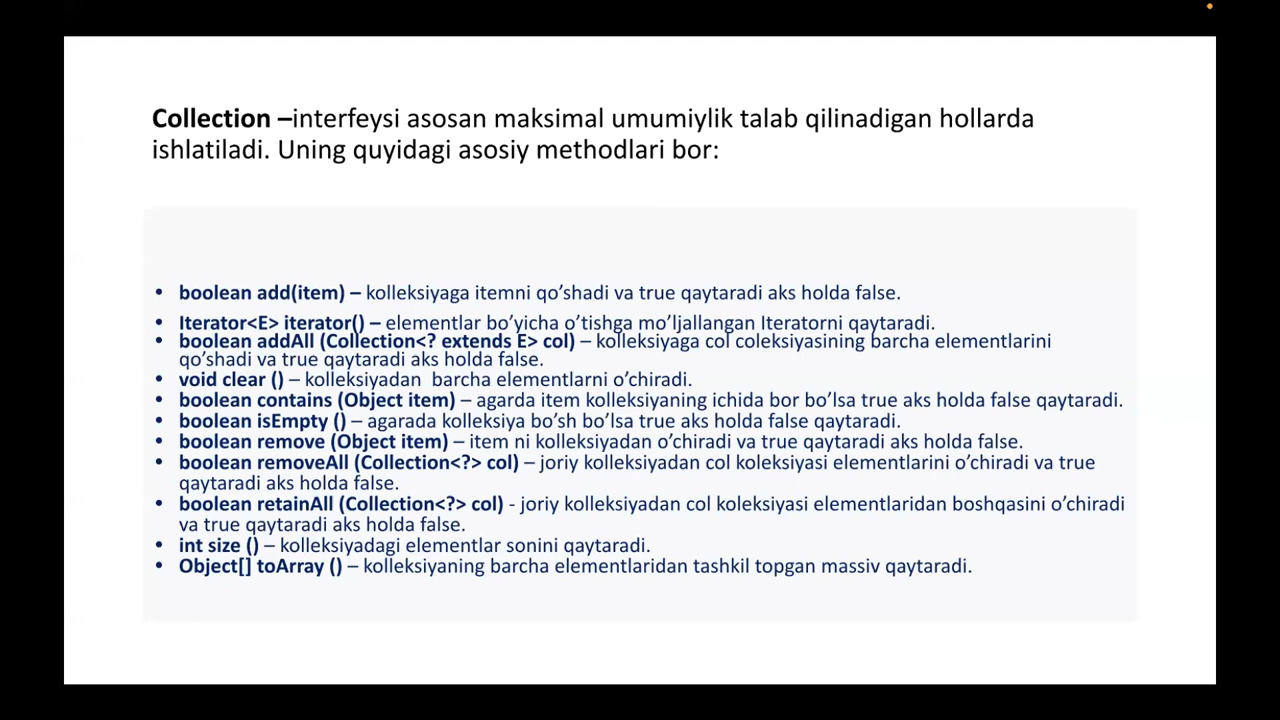 Collection –interfeysi asosan maksimal umumiylik talab qilinadigan hollarda
ishlatiladi. Uning quyidagi asosiy methodlari bor:
• boolean add(item) – kolleksiyaga itemni qo’shadi va true qaytaradi aks holda false.
• Iterator<E> iterator() – elementlar bo’yicha o’tishga mo’ljallangan Iteratorni qaytaradi.
• boolean addAll (Collection<? extends E> col) – kolleksiyaga col coleksiyasining barcha elementlarini
qo’shadi va true qaytaradi aks holda false.
• void clear () – kolleksiyadan  barcha elementlarni o’chiradi.
• boolean contains (Object item) – agarda item kolleksiyaning ichida bor bo’lsa true aks holda false qaytaradi.
• boolean isEmpty () – agarada kolleksiya bo’sh bo’lsa true aks holda false qaytaradi.
• boolean remove (Object item) – item ni kolleksiyadan o’chiradi va true qaytaradi aks holda false.
• boolean removeAll (Collection<?> col) – joriy kolleksiyadan col koleksiyasi elementlarini o’chiradi va true
qaytaradi aks holda false.
• boolean retainAll (Collection<?> col) - joriy kolleksiyadan col koleksiyasi elementlaridan boshqasini o’chiradi
va true qaytaradi aks holda false.
• int size () – kolleksiyadagi elementlar sonini qaytaradi.
• Object[] toArray () – kolleksiyaning barcha elementlaridan tashkil topgan massiv qaytaradi.